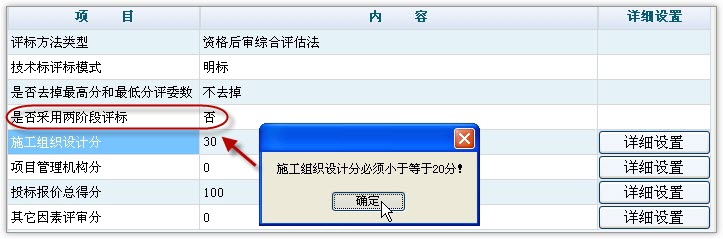 项 目 内 容 详细设置
评标方法类型 资格后审综合评估法
技术标评标模式 明标
是否去掉最高分和最低分评委数 不去掉
是否采用两阶段评标 否
施工组织设计分 30 详细设置
项目管理机构分 0 详细设置
投标报价总得分 100 详细设置
其它因素评审分 0 详细设置
施工组织设计分必须小于等于20分!
确定